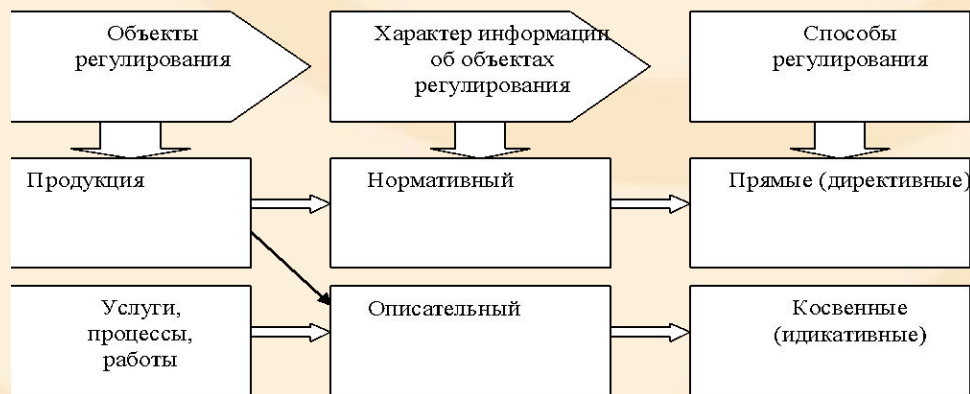 Объекты
регулирования
Характер информации
об объектах
регулирования
Способы
регулирования
Продукция
Нормативный
Прямые (директивные)
Услуги,
процессы,
работы
Описательный
Косвенные
(идикативные)